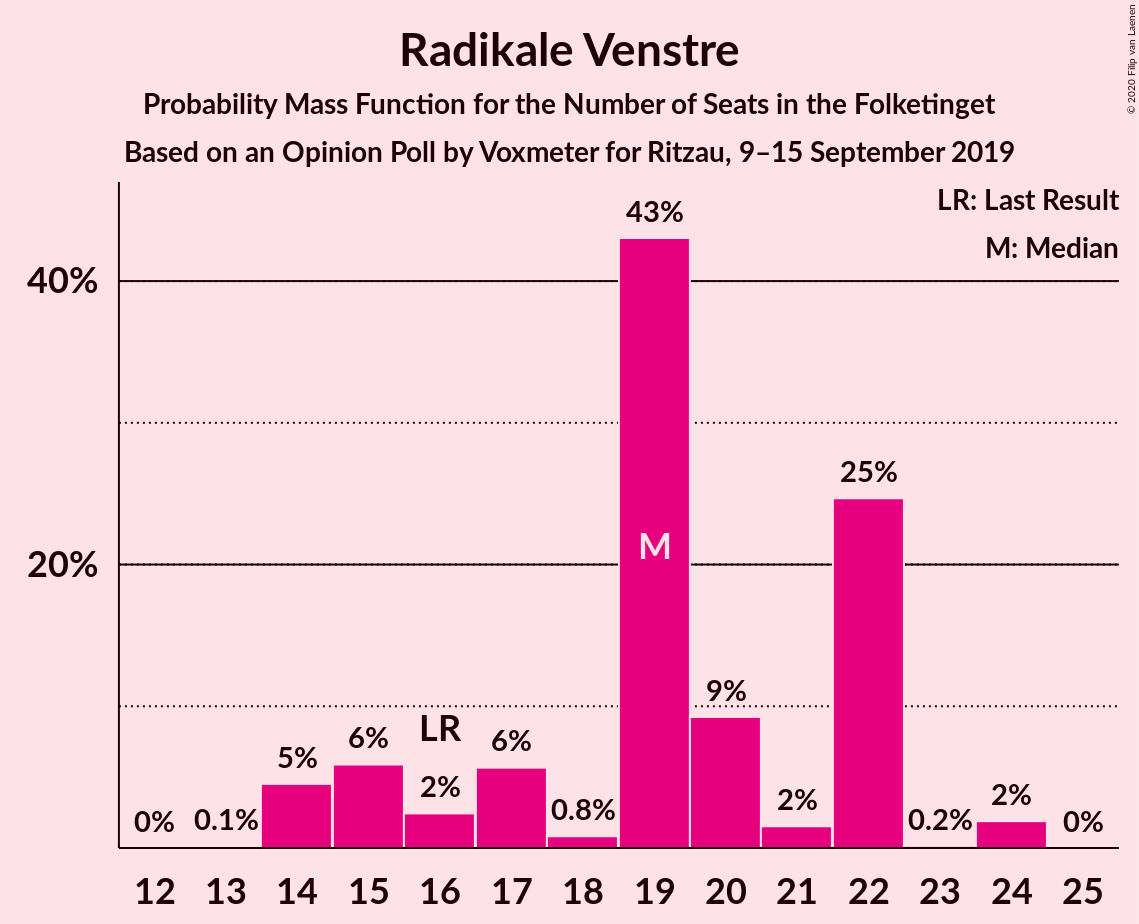 © 2020 Filip van Laenen
Radikale Venstre
Probability Mass Function for the Number of Seats in the Folketinget
Based on an Opinion Poll by Voxmeter for Ritzau, 9–15 September 2019
LR: Last Result
M: Median
40%
20%
0%
0.1%
5%
6%
LR
2%
6%
0.8%
43%
M
9%
2%
25%
0.2%
2%
0%
12 13 14 15 16 17 18 19 20 21 22 23 24 25